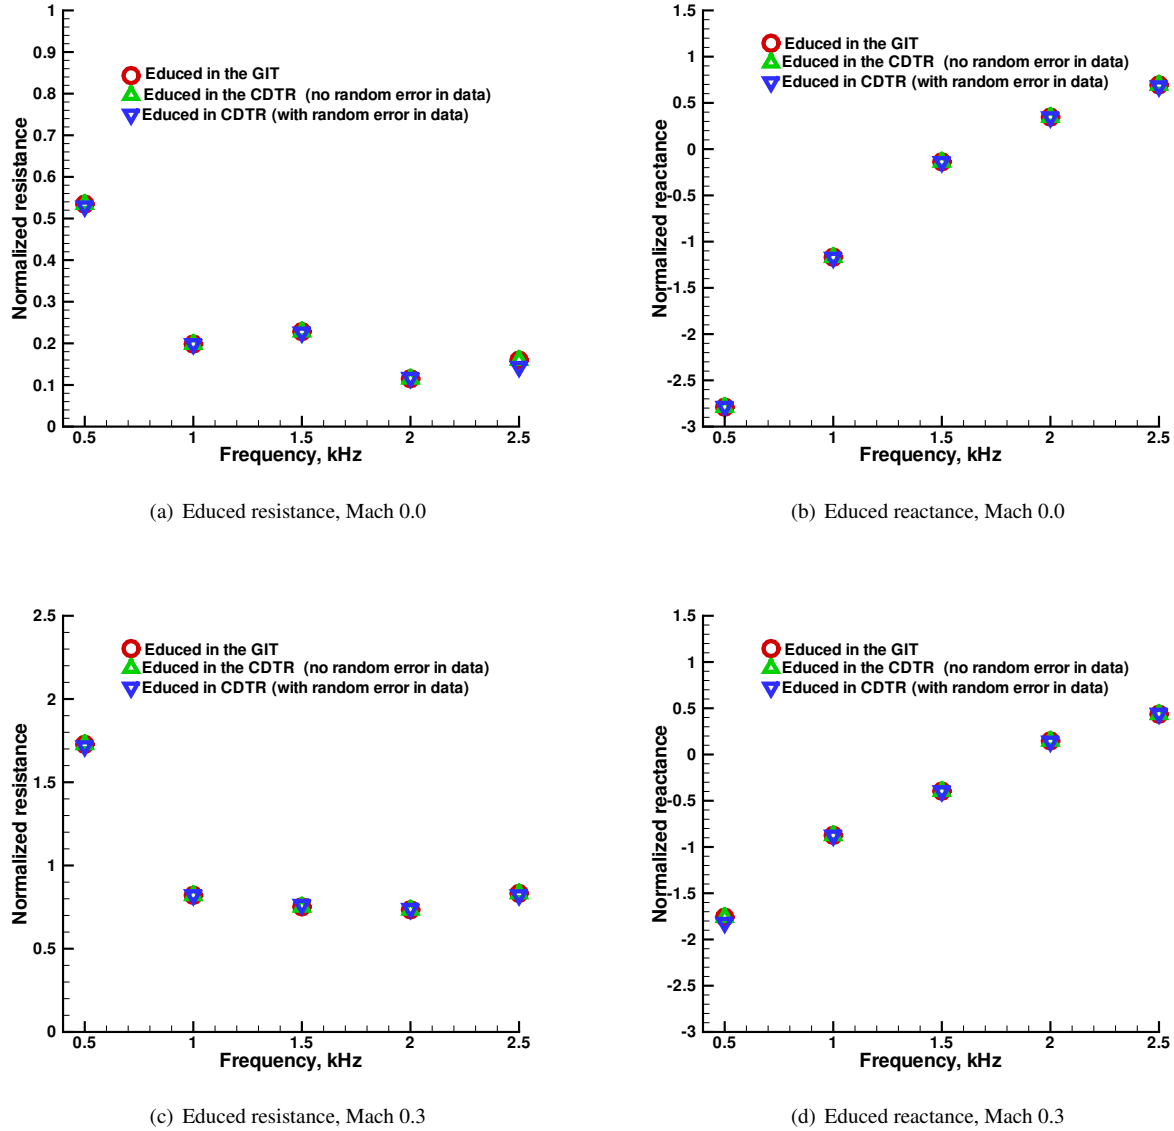 1
0.9
0.8
0.7
0.6
0.5
0.4
0.3
0.2
0.1
0
Normalized resistance
Educed in the GIT
Educed in the CDTR (no random error in data)
Educed in CDTR (with random error in data)
0.5 1 1.5 2 2.5
Frequency, kHz
(a) Educed resistance, Mach 0.0
1.5
1
0.5
0
-0.5
-1
-1.5
-2
-2.5
-3
Normalized reactance
Educed in the GIT
Educed in the CDTR (no random error in data)
Educed in CDTR (with random error in data)
0.5 1 1.5 2 2.5
Frequency, kHz
(b) Educed reactance, Mach 0.0
2.5
2
1.5
1
0.5
0
Normalized resistance
Educed in the GIT
Educed in the CDTR (no random error in data)
Educed in CDTR (with random error in data)
0.5 1 1.5 2 2.5
Frequency, kHz
(c) Educed resistance, Mach 0.3
1.5
1
0.5
0
-0.5
-1
-1.5
-2
-2.5
-3
Normalized reactance
Educed in the GIT
Educed in the CDTR (no random error in data)
Educed in CDTR (with random error in data)
0.5 1 1.5 2 2.5
Frequency, kHz
(d) Educed reactance, Mach 0.3